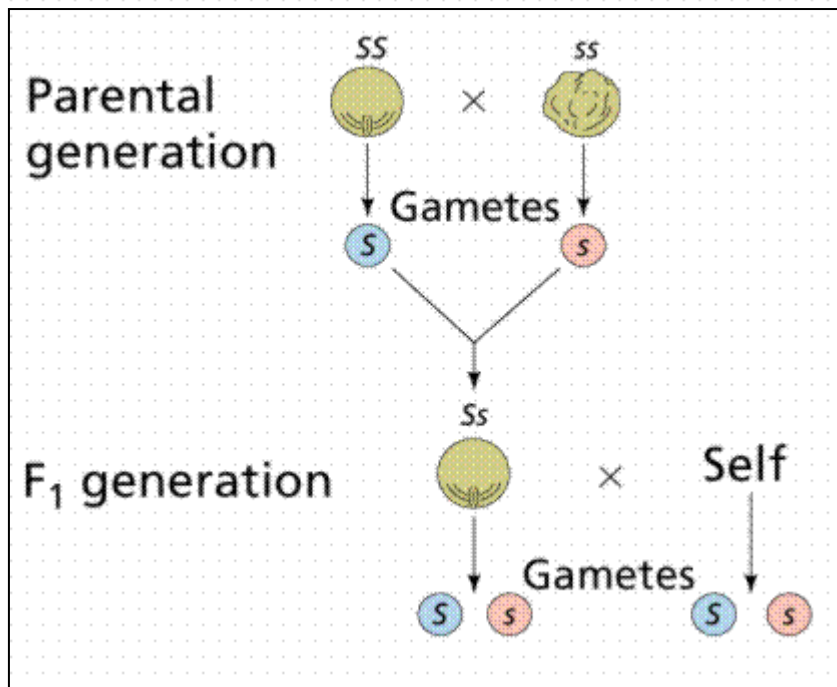 SS ss
Parental
generation
×
Gametes
S s
Ss
F₁ generation × Self
Gametes
S s S s